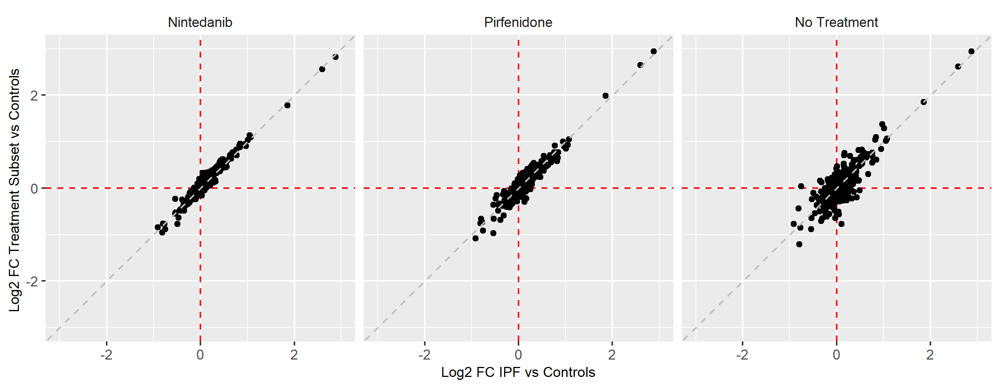 Nintedanib Pirfenidone No Treatment
Log2 FC Treatment Subset vs Controls
2
0
-2
-2 0 2 -2 0 2 -2 0 2
Log2 FC IPF vs Controls